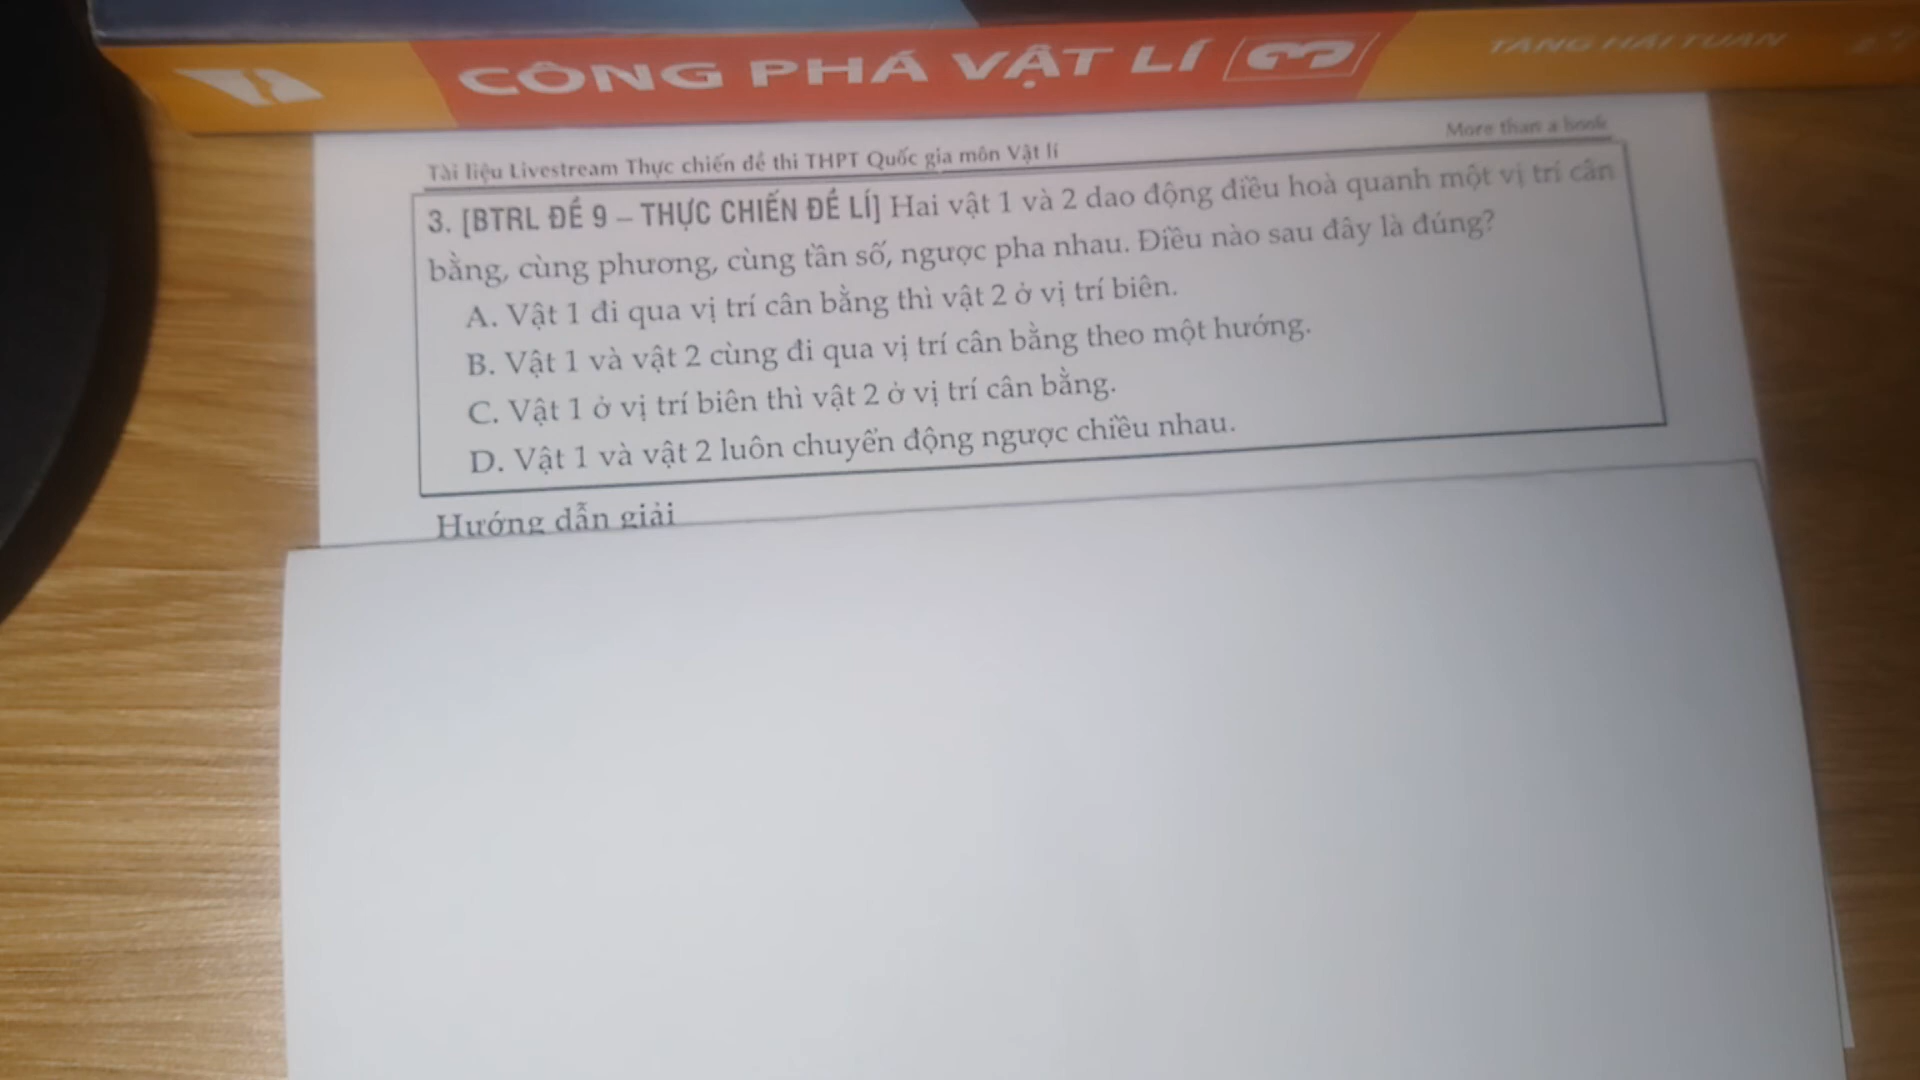 CÔNG PHÁ VẬT LÍ 3
TĂNG HẢI TUÂN
More than a book
Tài liệu Livestream Thực chiến đề thi THPT Quốc gia môn Vật lí
3. [BTRL ĐỀ 9 – THỰC CHIẾN ĐỀ LÍ] Hai vật 1 và 2 dao động điều hoà quanh một vị trí cân
bằng, cùng phương, cùng tần số, ngược pha nhau. Điều nào sau đây là đúng?
A. Vật 1 đi qua vị trí cân bằng thì vật 2 ở vị trí biên.
B. Vật 1 và vật 2 cùng đi qua vị trí cân bằng theo một hướng.
C. Vật 1 ở vị trí biên thì vật 2 ở vị trí cân bằng.
D. Vật 1 và vật 2 luôn chuyển động ngược chiều nhau.
Hướng dẫn giải